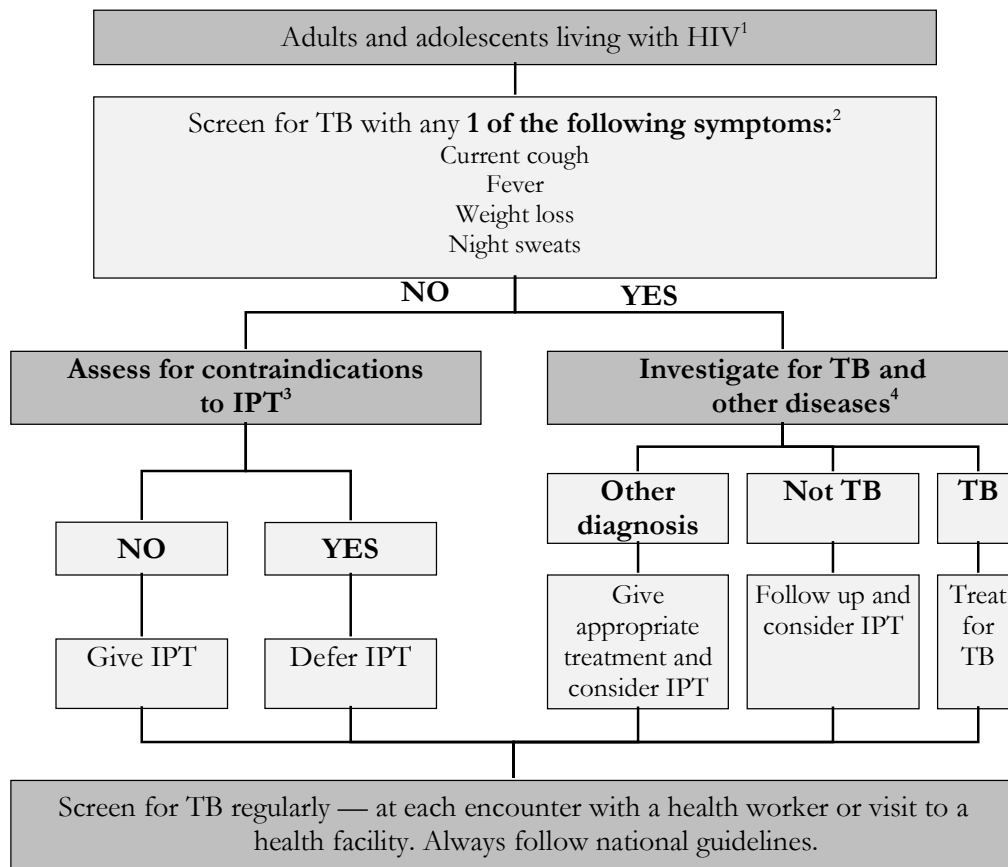 Adults and adolescents living with HIV¹
Screen for TB with any 1 of the following symptoms:²
Current cough
Fever
Weight loss
Night sweats
NO
YES
Assess for contraindications
to IPT³
Investigate for TB and
other diseases⁴
NO
YES
Other
diagnosis
Not TB
TB
Give IPT
Defer IPT
Give
appropriate
treatment and
consider IPT
Follow up and
consider IPT
Treat
for
TB
Screen for TB regularly — at each encounter with a health worker or visit to a
health facility. Always follow national guidelines.